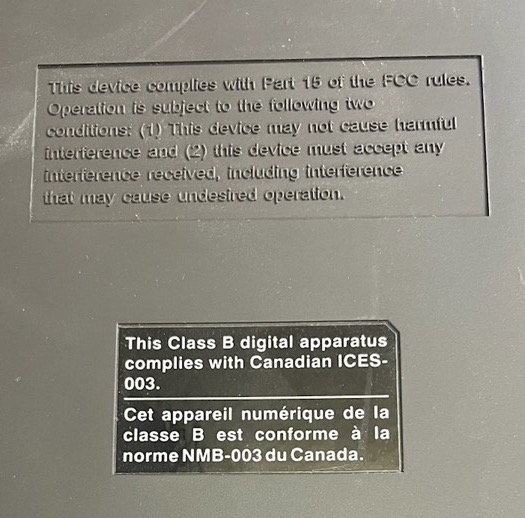 This device complies with Part 15 of the FCC rules.
Operation is subject to the following two
conditions: (1) This device may not cause harmful
interference and (2) this device must accept any
interference received, including interference
that may cause undesired operation.
This Class B digital apparatus
complies with Canadian ICES-
003.
Cet appareil numérique de la
classe B est conforme à la
norme NMB-003 du Canada.